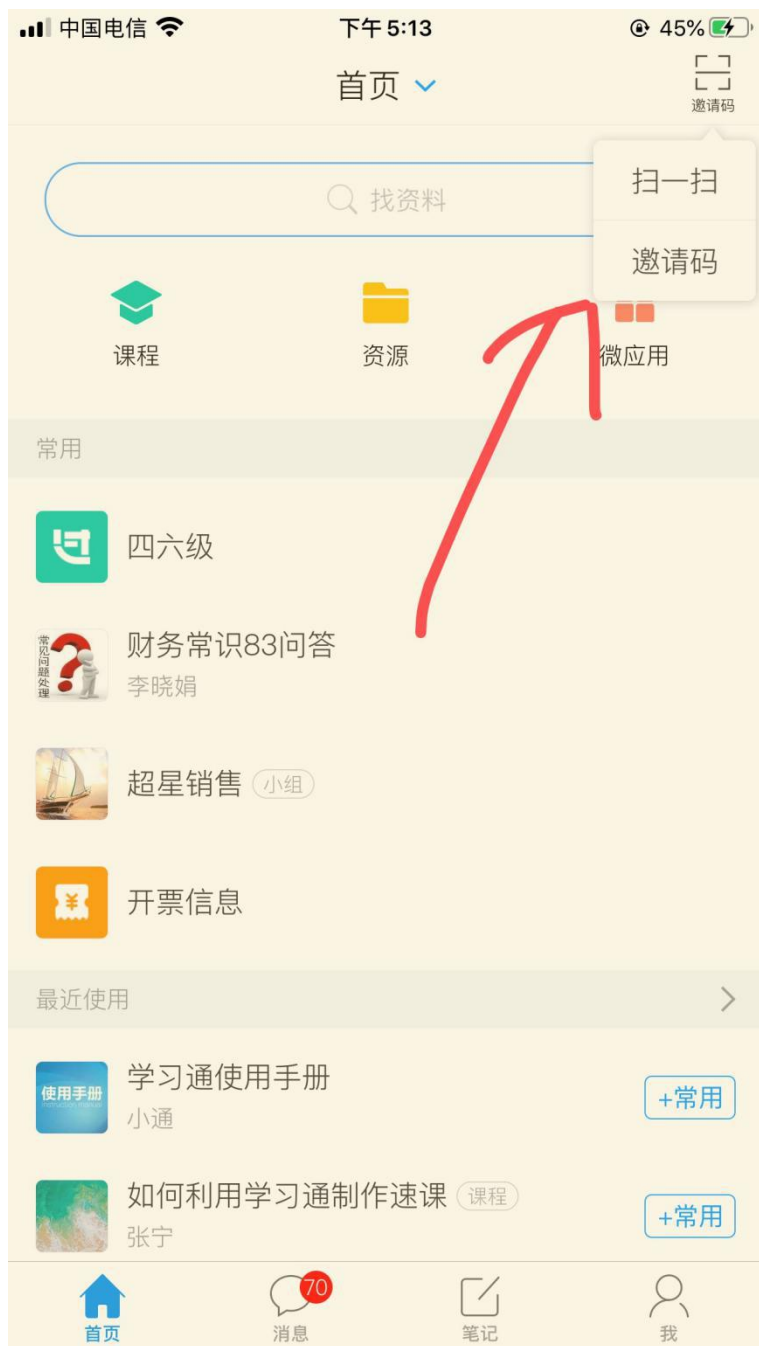 中国电信 下午 5:13 45%
首页
邀请码
扫一扫
找资料
邀请码
课程 资源 微应用
常用
四六级
财务常识83问答
李晓娟
常见问题处理
超星销售 小组
¥
开票信息
最近使用
使用手册
学习通使用手册
小通
+常用
如何利用学习通制作速课 课程
张宁
+常用
70
首页 消息 笔记 我